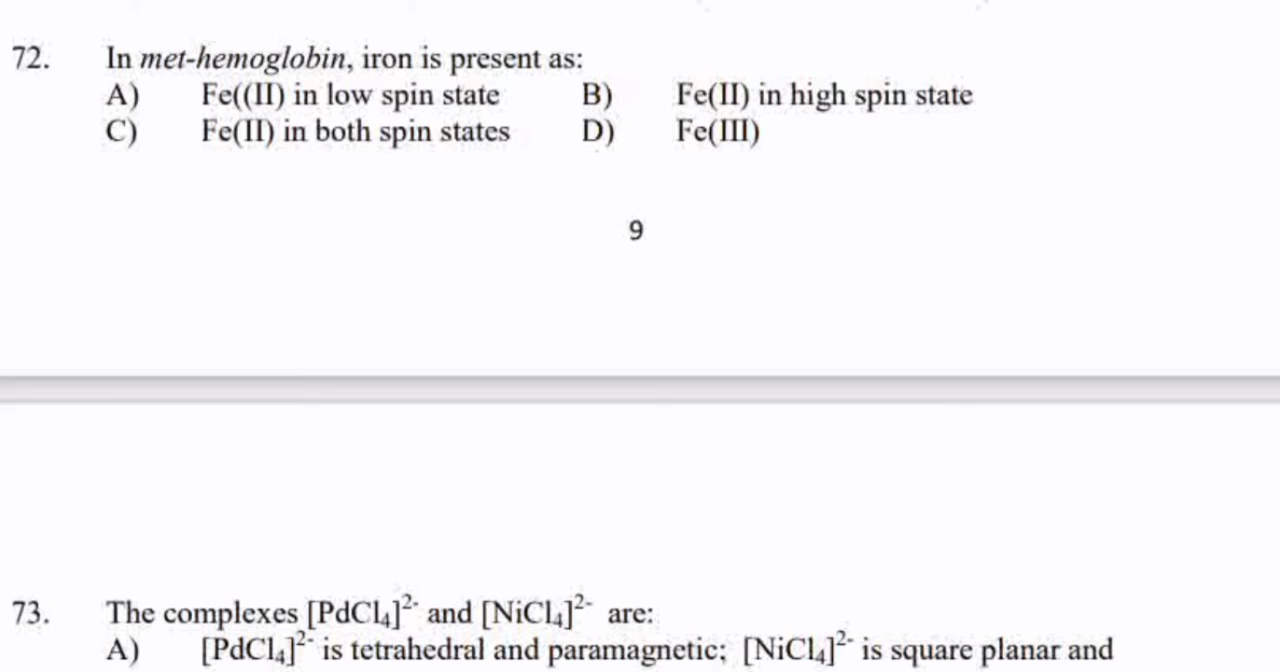 72. In met-hemoglobin, iron is present as:
A) Fe((II) in low spin state B) Fe(II) in high spin state
C) Fe(II) in both spin states D) Fe(III)
9
73. The complexes [PdCl₄]²⁻ and [NiCl₄]²⁻ are:
A) [PdCl₄]²⁻ is tetrahedral and paramagnetic; [NiCl₄]²⁻ is square planar and